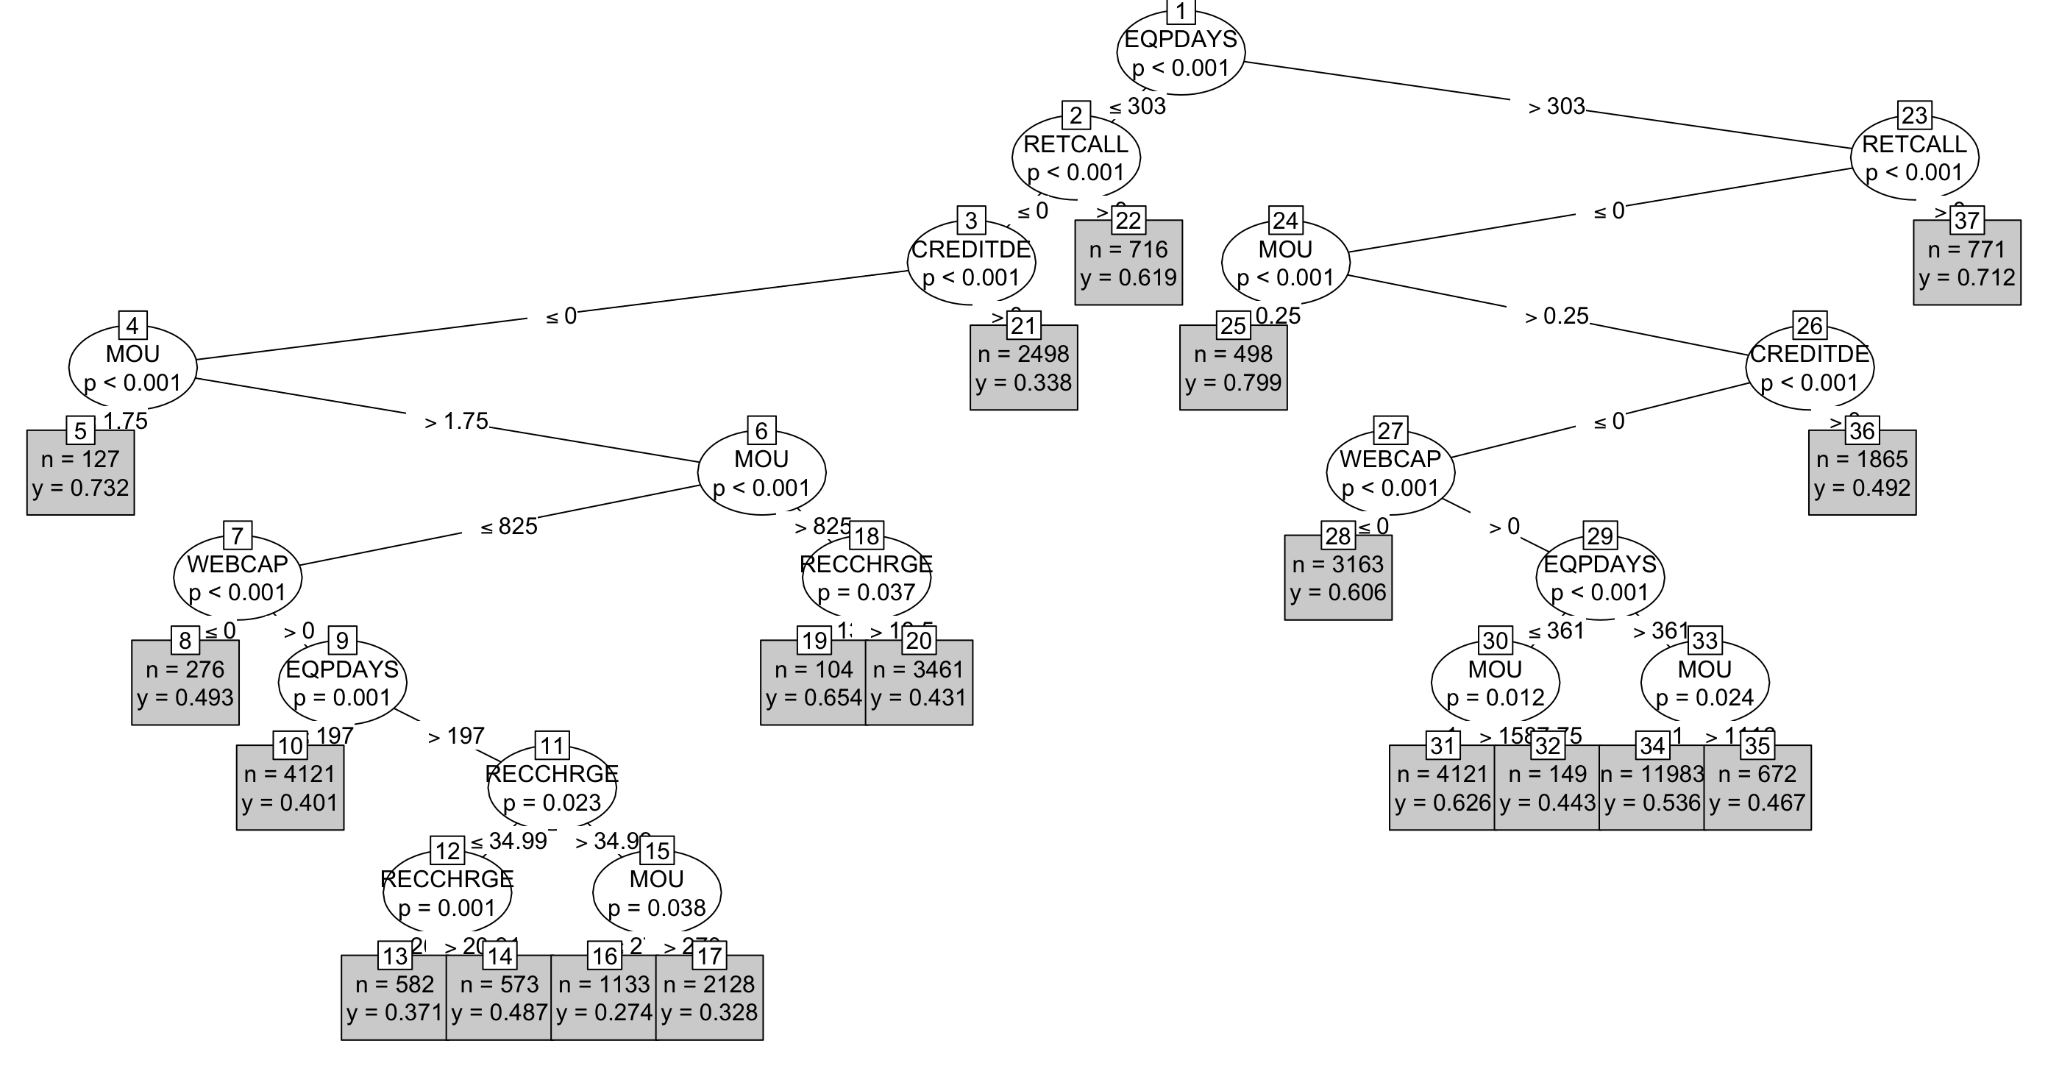 1
EQPDAYS
p < 0.001
≤ 303
> 303
2
RETCALL
p < 0.001
23
RETCALL
p < 0.001
≤ 0
≤ 0
3
CREDITDE
p < 0.001
22
n = 716
y = 0.619
24
MOU
p < 0.001
37
n = 771
y = 0.712
≤ 0
> 0.25
4
MOU
p < 0.001
21
n = 2498
y = 0.338
25
0.25
n = 498
y = 0.799
26
CREDITDE
p < 0.001
1.75
> 1.75
≤ 0
5
n = 127
y = 0.732
6
MOU
p < 0.001
27
WEBCAP
p < 0.001
36
n = 1865
y = 0.492
≤ 825
> 825
≤ 0
> 0
7
WEBCAP
p < 0.001
18
RECCHRGE
p = 0.037
28
n = 3163
y = 0.606
29
EQPDAYS
p < 0.001
≤ 0
> 0
≤ 361
> 361
8
n = 276
y = 0.493
9
EQPDAYS
p = 0.001
19
n = 104
y = 0.654
20
n = 3461
y = 0.431
30
MOU
p = 0.012
33
MOU
p = 0.024
197
> 197
10
n = 4121
y = 0.401
11
RECCHRGE
p = 0.023
31
n = 4121
y = 0.626
32
n = 149
y = 0.443
34
n = 11983
y = 0.536
35
n = 672
y = 0.467
≤ 34.99
> 34.99
12
RECCHRGE
p = 0.001
15
MOU
p = 0.038
13
n = 582
y = 0.371
14
n = 573
y = 0.487
16
n = 1133
y = 0.274
17
n = 2128
y = 0.328